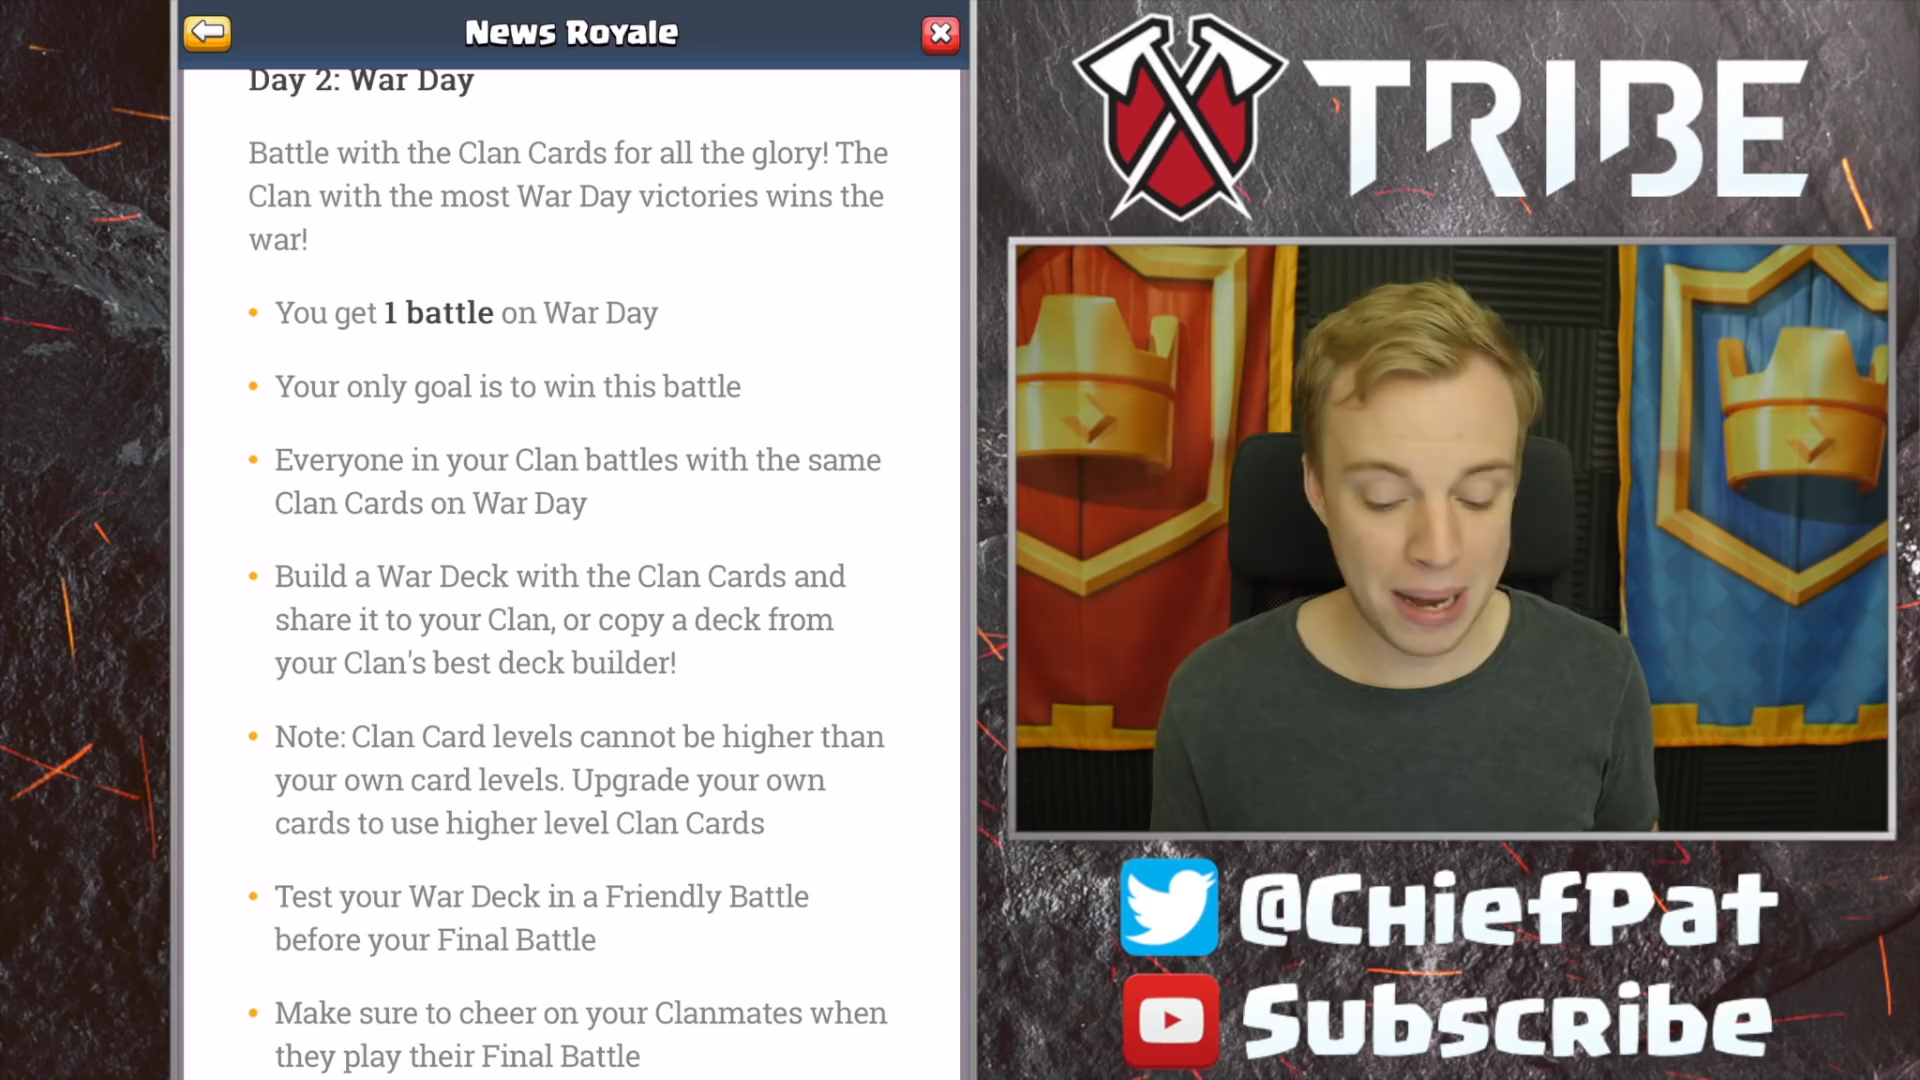 News Royale
Day 2: War Day
Battle with the Clan Cards for all the glory! The
Clan with the most War Day victories wins the
war!
• You get 1 battle on War Day
• Your only goal is to win this battle
• Everyone in your Clan battles with the same
Clan Cards on War Day
• Build a War Deck with the Clan Cards and
share it to your Clan, or copy a deck from
your Clan's best deck builder!
• Note: Clan Card levels cannot be higher than
your own card levels. Upgrade your own
cards to use higher level Clan Cards
• Test your War Deck in a Friendly Battle
before your Final Battle
• Make sure to cheer on your Clanmates when
they play their Final Battle
TRIBE
@ChiefPat
Subscribe